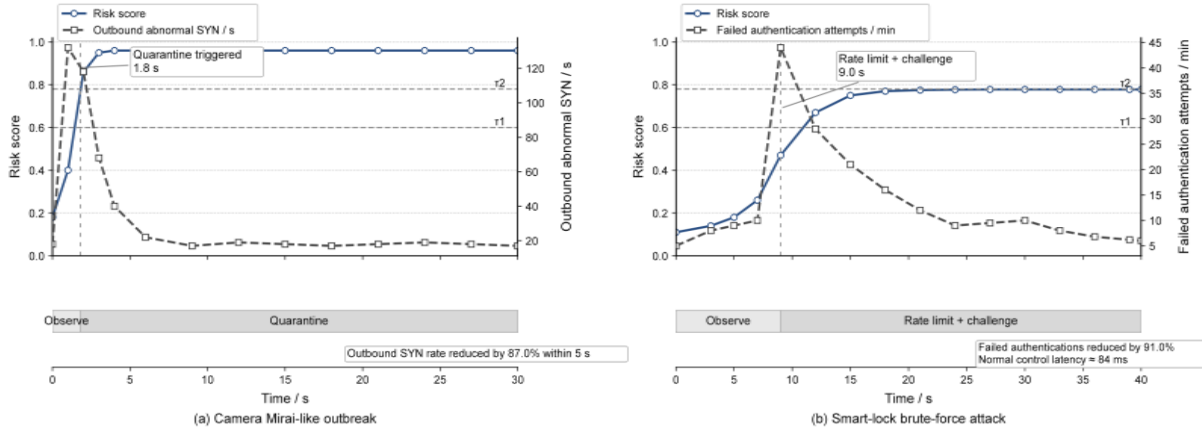 Risk score
Outbound abnormal SYN / s
Quarantine triggered
1.8 s
τ2
τ1
1.0
0.8
0.6
0.4
0.2
0.0
Risk score
120
100
80
60
40
20
Outbound abnormal SYN / s
Observe
Quarantine
Outbound SYN rate reduced by 87.0% within 5 s
0
5
10
15
20
25
30
Time / s
(a) Camera Mirai-like outbreak
Risk score
Failed authentication attempts / min
Rate limit + challenge
9.0 s
τ2
τ1
1.0
0.8
0.6
0.4
0.2
0.0
Risk score
45
40
35
30
25
20
15
10
5
Failed authentication attempts / min
Observe
Rate limit + challenge
Failed authentications reduced by 91.0%
Normal control latency ≈ 84 ms
0
5
10
15
20
25
30
35
40
Time / s
(b) Smart-lock brute-force attack